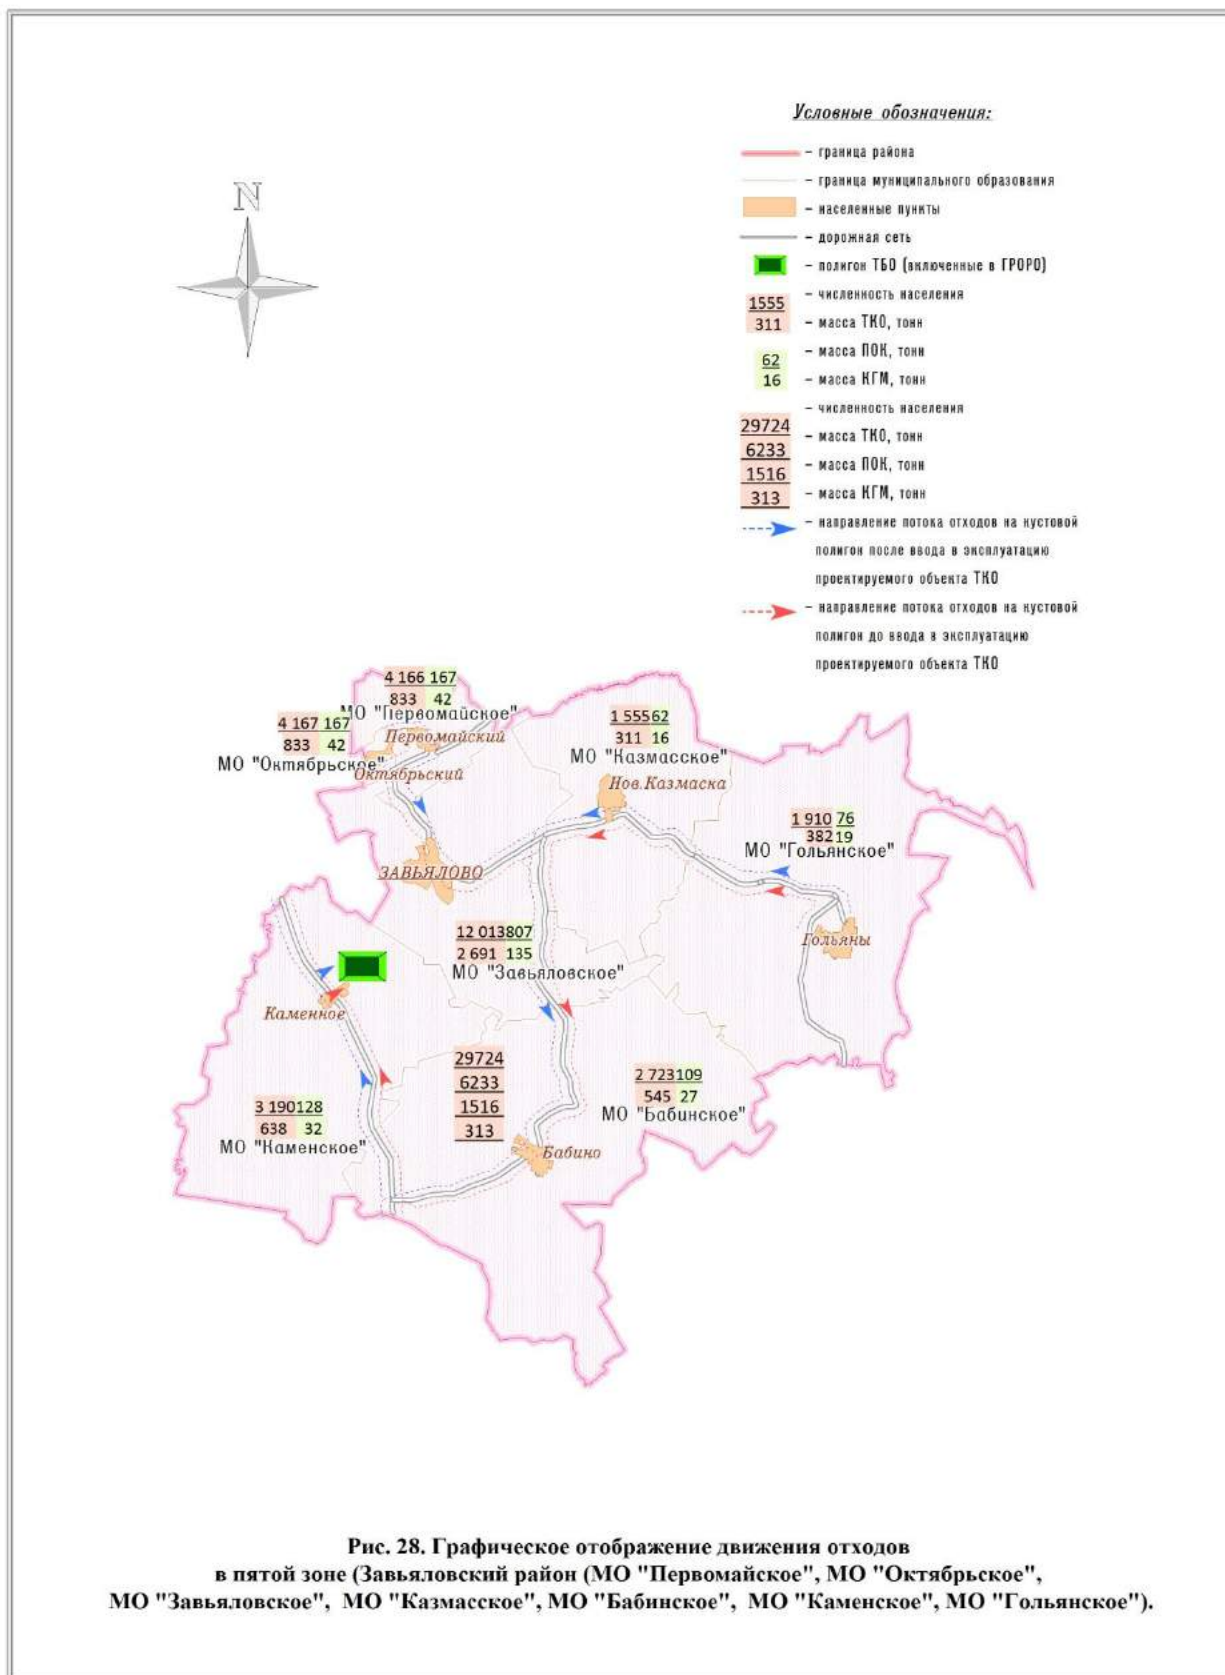 Условные обозначения:
– граница района
– граница муниципального образования
– населенные пункты
– дорожная сеть
– полигон ТБО (включенные в ГРОРО)
– численность населения
1555
311 – масса ТКО, тонн
62 – масса ПОК, тонн
16 – масса КГМ, тонн
– численность населения
29724 – масса ТКО, тонн
6233
1516 – масса ПОК, тонн
313 – масса КГМ, тонн
– направление потока отходов на кустовой
полигон после ввода в эксплуатацию
проектируемого объекта ТКО
– направление потока отходов на кустовой
полигон до ввода в эксплуатацию
проектируемого объекта ТКО
N
4 166 167
833 42
МО "Первомайское"
Первомайский
4 167 167
833 42
МО "Октябрьское"
Октябрьский
1 555 62
311 16
МО "Казмасское"
Нов.Казмаска
1 910 76
382 19
МО "Гольянское"
ЗАВЬЯЛОВО
Гольяны
12 013 807
2 691 135
МО "Завьяловское"
Каменное
29724
6233
1516
313
2 723 109
545 27
МО "Бабинское"
3 190 128
638 32
МО "Каменское"
Бабино
Рис. 28. Графическое отображение движения отходов
в пятой зоне (Завьяловский район (МО "Первомайское", МО "Октябрьское",
МО "Завьяловское", МО "Казмасское", МО "Бабинское", МО "Каменское", МО "Гольянское").